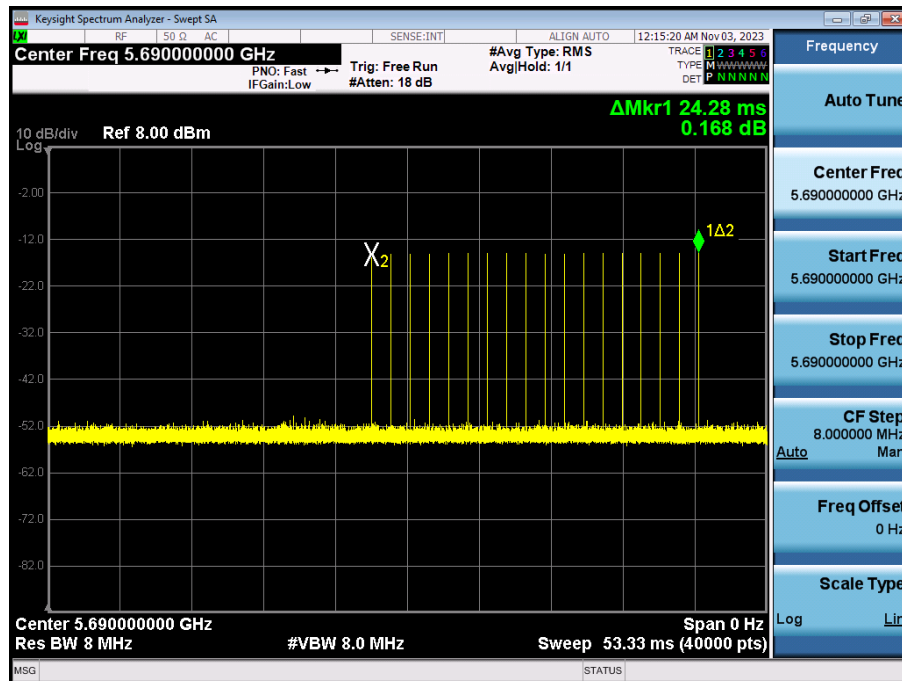 Keysight Spectrum Analyzer - Swept SA
LXI RF 50 Ω AC SENSE:INT ALIGN AUTO 12:15:20 AM Nov 03, 2023
Center Freq 5.690000000 GHz
PNO: Fast
IFGain:Low
Trig: Free Run
#Atten: 18 dB
#Avg Type: RMS
Avg|Hold: 1/1
TRACE 1 2 3 4 5 6
TYPE M W W W W W
DET P N N N N N
ΔMkr1 24.28 ms
0.168 dB
10 dB/div Ref 8.00 dBm
Log
-2.00
-12.0
-22.0
-32.0
-42.0
-52.0
-62.0
-72.0
-82.0
X2
1Δ2
Center 5.690000000 GHz Span 0 Hz
Res BW 8 MHz #VBW 8.0 MHz Sweep 53.33 ms (40000 pts)
MSG STATUS
Frequency
Auto Tune
Center Freq
5.690000000 GHz
Start Freq
5.690000000 GHz
Stop Freq
5.690000000 GHz
CF Step
8.000000 MHz
Auto Man
Freq Offset
0 Hz
Scale Type
Log Lin